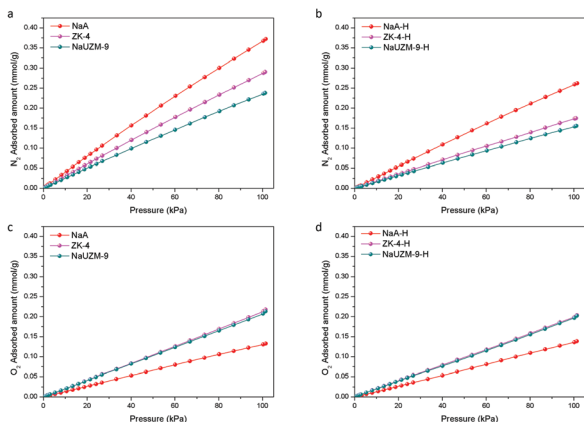 a
NaA
ZK-4
NaUZM-9
N2 Adsorbed amount (mmol/g)
0.40
0.35
0.30
0.25
0.20
0.15
0.10
0.05
0.00
0 20 40 60 80 100
Pressure (kPa)
b
NaA-H
ZK-4-H
NaUZM-9-H
N2 Adsorbed amount (mmol/g)
0.40
0.35
0.30
0.25
0.20
0.15
0.10
0.05
0.00
0 20 40 60 80 100
Pressure (kPa)
c
NaA
ZK-4
NaUZM-9
O2 Adsorbed amount (mmol/g)
0.40
0.35
0.30
0.25
0.20
0.15
0.10
0.05
0.00
0 20 40 60 80 100
Pressure (kPa)
d
NaA-H
ZK-4-H
NaUZM-9-H
O2 Adsorbed amount (mmol/g)
0.40
0.35
0.30
0.25
0.20
0.15
0.10
0.05
0.00
0 20 40 60 80 100
Pressure (kPa)